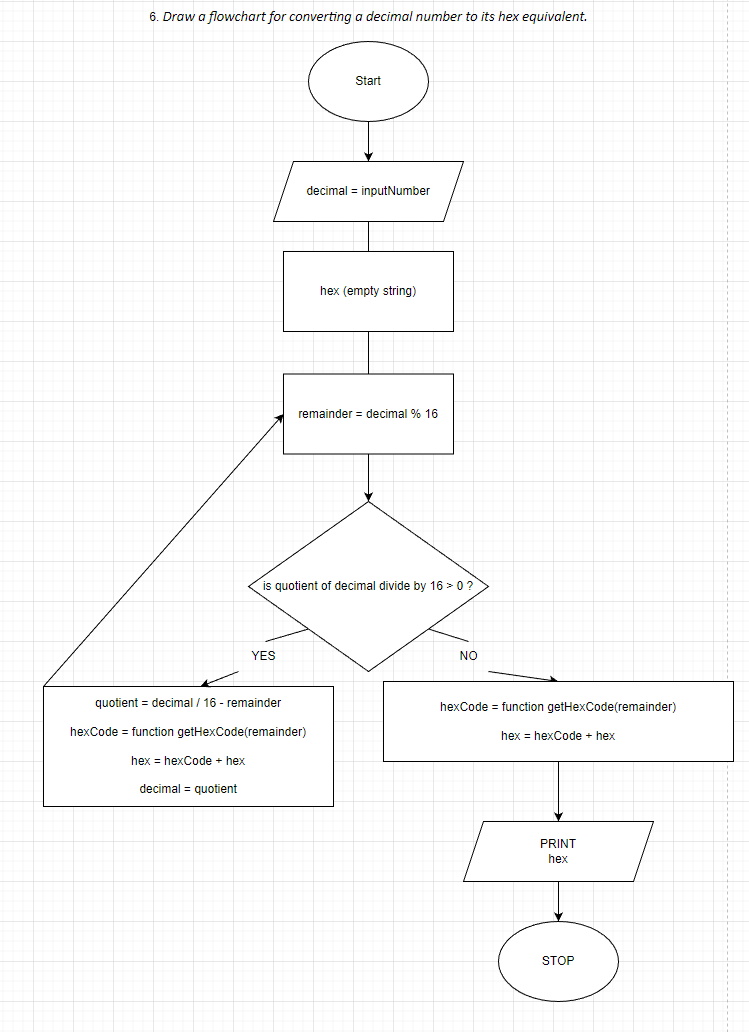 6. Draw a flowchart for converting a decimal number to its hex equivalent.
Start
decimal = inputNumber
hex (empty string)
remainder = decimal % 16
is quotient of decimal divide by 16 > 0 ?
YES
NO
quotient = decimal / 16 - remainder
hexCode = function getHexCode(remainder)
hex = hexCode + hex
decimal = quotient
hexCode = function getHexCode(remainder)
hex = hexCode + hex
PRINT
hex
STOP